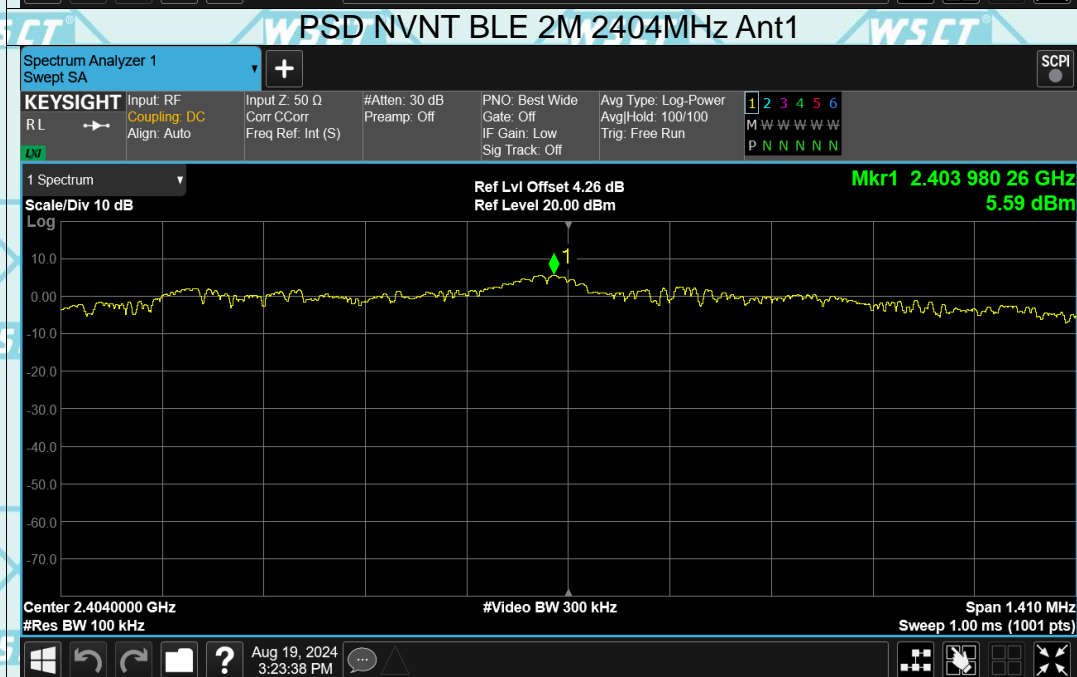 PSD NVNT BLE 2M 2404MHz Ant1
WSCT WSCT WSCT
Spectrum Analyzer 1
Swept SA
+
SCPI
KEYSIGHT
R L
LXI
Input: RF
Coupling: DC
Align: Auto
Input Z: 50 Ω
Corr CCorr
Freq Ref: Int (S)
#Atten: 30 dB
Preamp: Off
PNO: Best Wide
Gate: Off
IF Gain: Low
Sig Track: Off
Avg Type: Log-Power
Avg|Hold: 100/100
Trig: Free Run
1 2 3 4 5 6
M W W W W W
P N N N N N
1 Spectrum
Scale/Div 10 dB
Ref Lvl Offset 4.26 dB
Ref Level 20.00 dBm
Mkr1 2.403 980 26 GHz
5.59 dBm
Log
1
10.0
0.00
-10.0
-20.0
-30.0
-40.0
-50.0
-60.0
-70.0
Center 2.4040000 GHz
#Res BW 100 kHz
#Video BW 300 kHz
Span 1.410 MHz
Sweep 1.00 ms (1001 pts)
?
Aug 19, 2024
3:23:38 PM